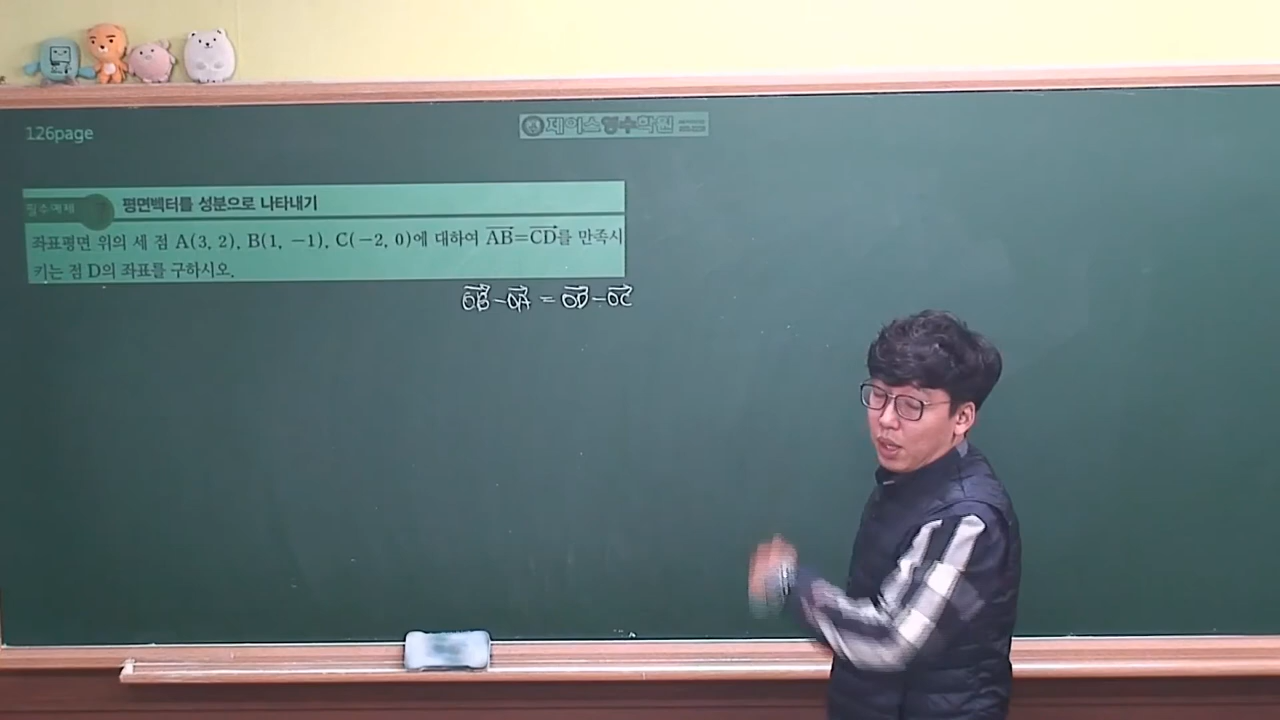 126page
제이스영수학원
필수예제 평면벡터를 성분으로 나타내기
좌표평면 위의 세 점 A(3, 2), B(1, −1), C(−2, 0)에 대하여 $\overrightarrow{AB}=\overrightarrow{CD}$를 만족시
키는 점 D의 좌표를 구하시오.
$\overrightarrow{OB}-\overrightarrow{OA}=\overrightarrow{OD}-\overrightarrow{OC}$